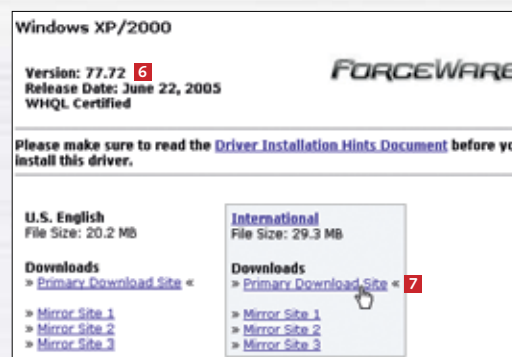 Windows XP/2000
Version: 77.72 6
Release Date: June 22, 2005
WHQL Certified
FORCEWARE
Please make sure to read the Driver Installation Hints Document before yo
install this driver.
U.S. English
File Size: 20.2 MB
Downloads
» Primary Download Site «
» Mirror Site 1
» Mirror Site 2
» Mirror Site 3
International
File Size: 29.3 MB
Downloads
» Primary Download Site « 7
» Mirror Site 1
» Mirror Site 2
» Mirror Site 3